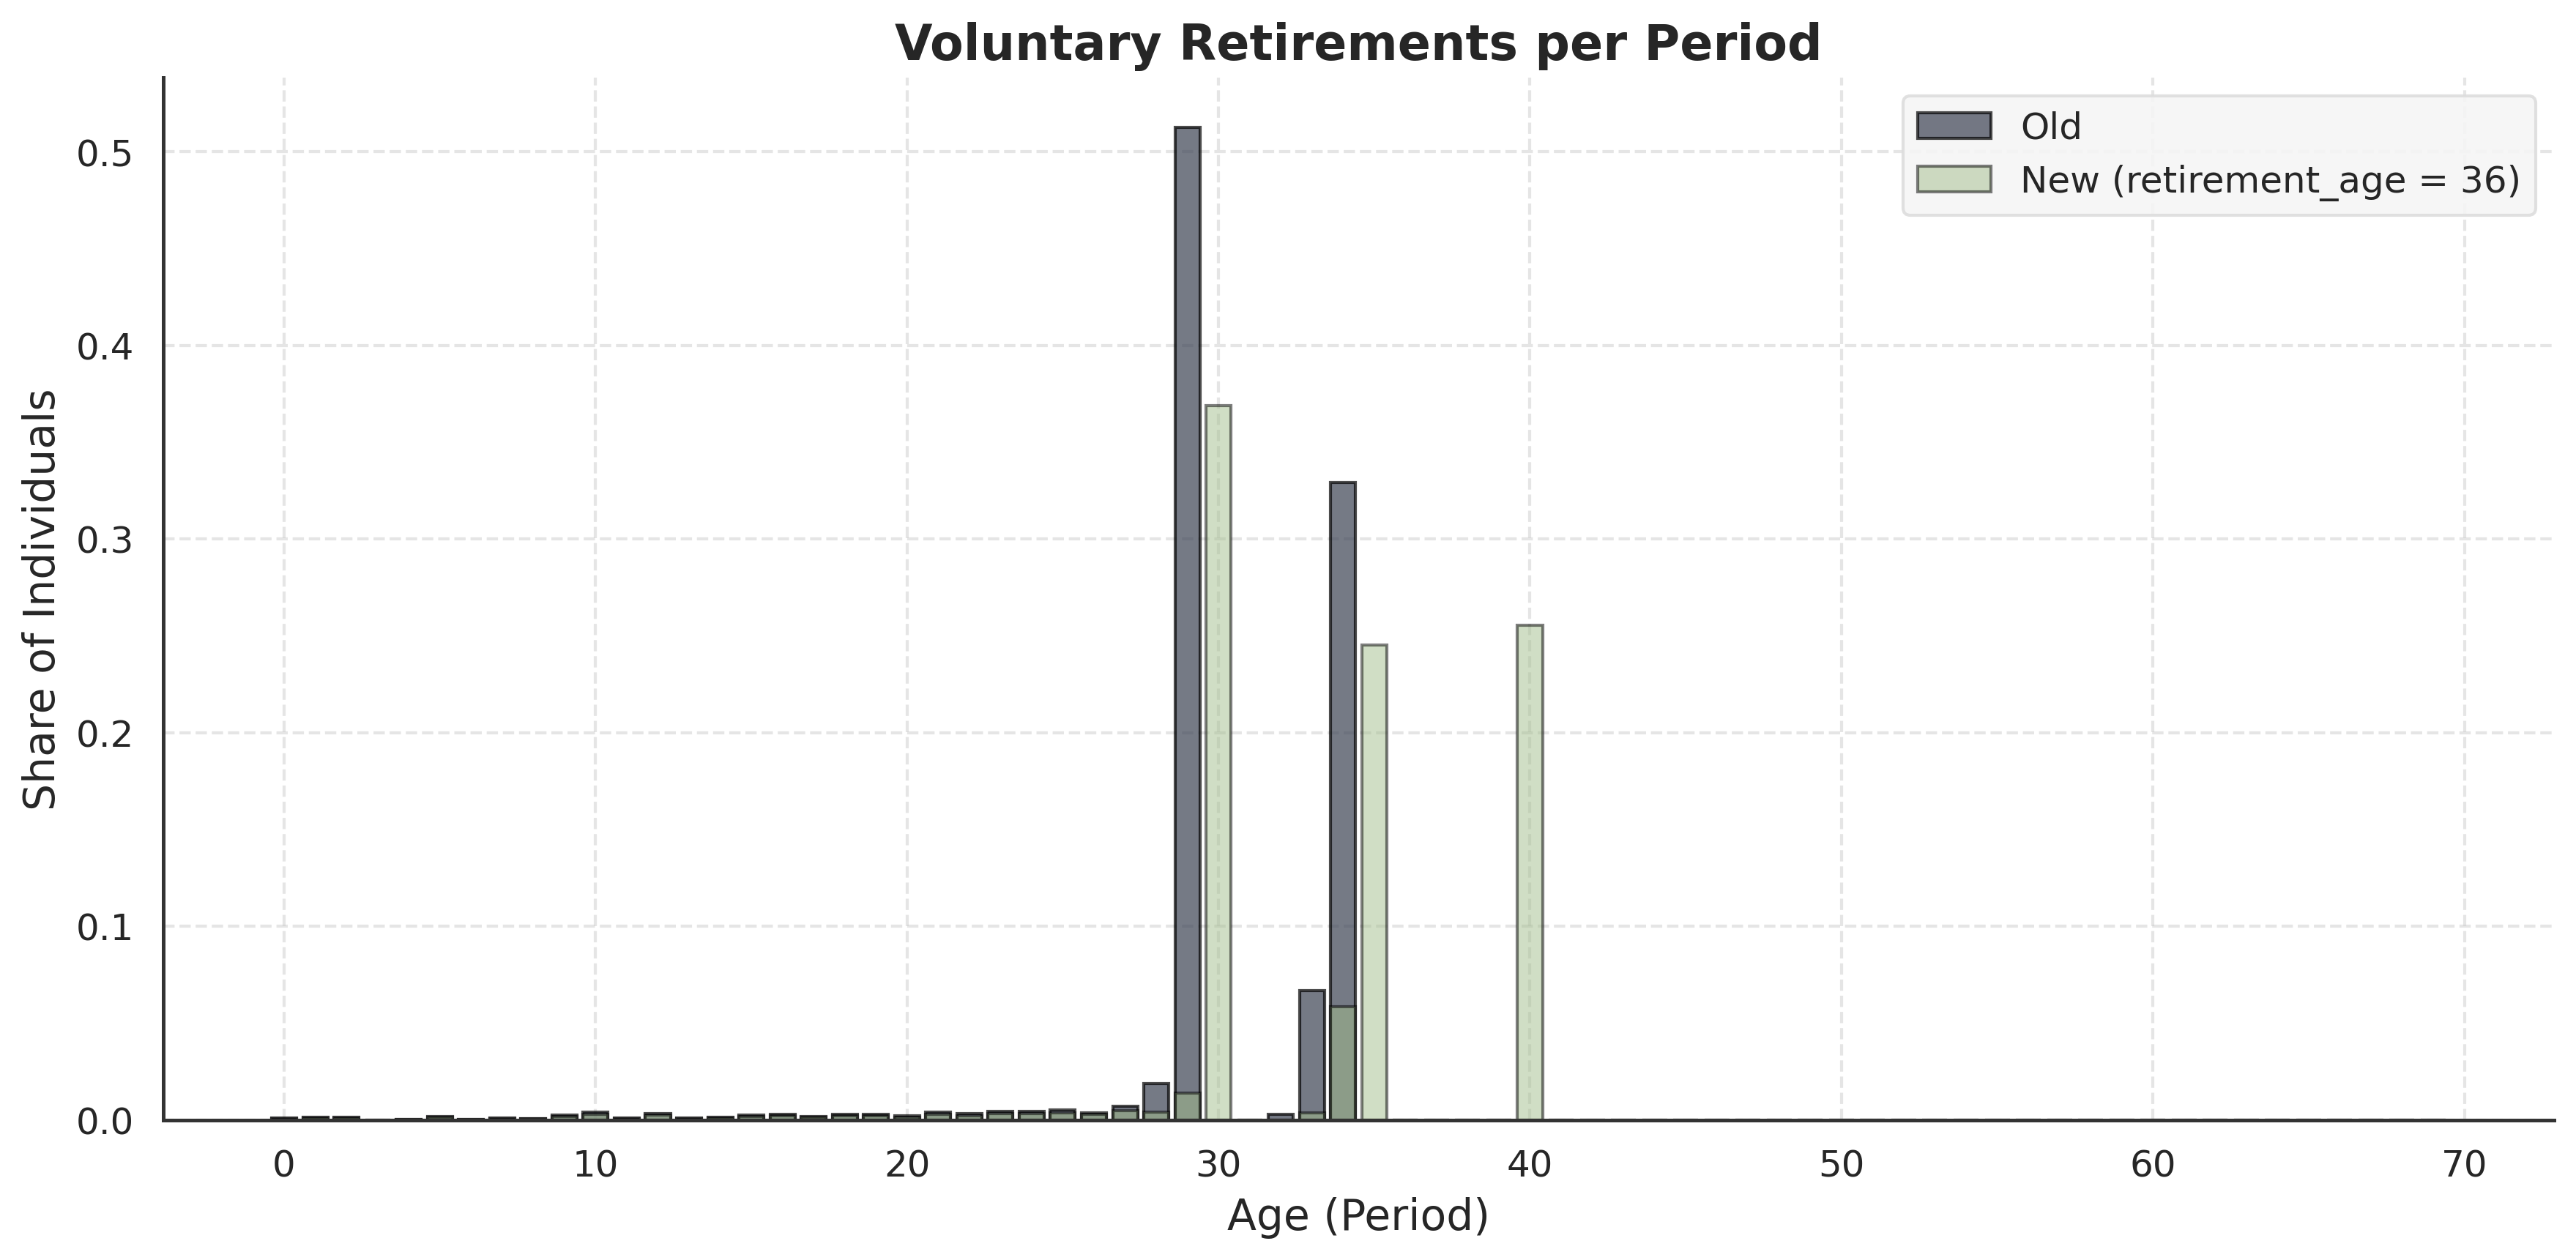 Voluntary Retirements per Period
Old
New (retirement_age = 36)
Share of Individuals
0.5
0.4
0.3
0.2
0.1
0.0
0 10 20 30 40 50 60 70
Age (Period)